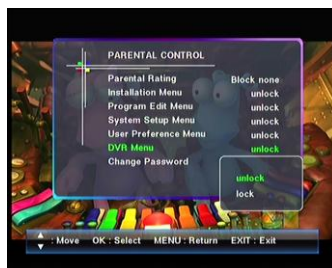 PARENTAL CONTROL
Parental Rating Block none
Installation Menu unlock
Program Edit Menu unlock
System Setup Menu unlock
User Preference Menu unlock
DVR Menu unlock
Change Password
unlock
lock
: Move OK : Select MENU : Return EXIT : Exit